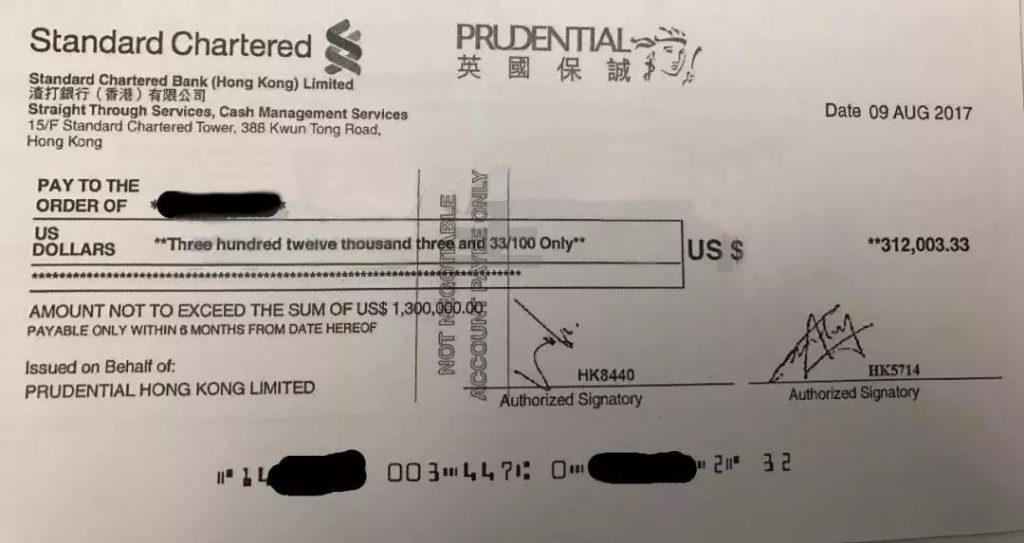 Standard Chartered
PRUDENTIAL
英國保誠
Standard Chartered Bank (Hong Kong) Limited
渣打銀行（香港）有限公司
Straight Through Services, Cash Management Services
15/F Standard Chartered Tower, 388 Kwun Tong Road,
Hong Kong
Date 09 AUG 2017
PAY TO THE
ORDER OF * *
US
DOLLARS **Three hundred twelve thousand three and 33/100 Only**
US $ **312,003.33
NOT NEGOTIABLE
ACCOUNT PAYEE ONLY
AMOUNT NOT TO EXCEED THE SUM OF US$ 1,300,000.00
PAYABLE ONLY WITHIN 6 MONTHS FROM DATE HEREOF
Issued on Behalf of:
PRUDENTIAL HONG KONG LIMITED
HK8440
Authorized Signatory
HK5714
Authorized Signatory
⑈14 003⑉447⑆ 0⑉ ⑈2⑈ 32